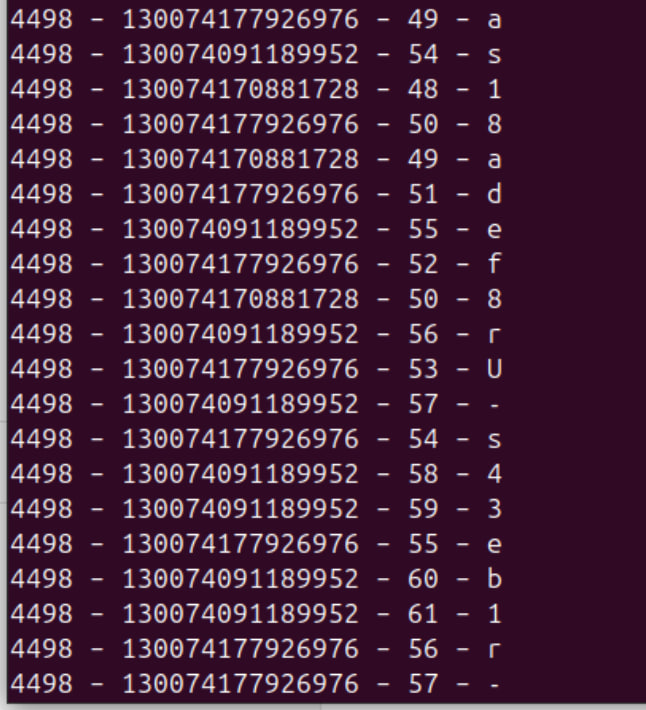 4498 - 130074177926976 - 49 - a
4498 - 130074091189952 - 54 - s
4498 - 130074170881728 - 48 - 1
4498 - 130074177926976 - 50 - 8
4498 - 130074170881728 - 49 - a
4498 - 130074177926976 - 51 - d
4498 - 130074091189952 - 55 - e
4498 - 130074177926976 - 52 - f
4498 - 130074170881728 - 50 - 8
4498 - 130074091189952 - 56 - r
4498 - 130074177926976 - 53 - U
4498 - 130074091189952 - 57 - -
4498 - 130074177926976 - 54 - s
4498 - 130074091189952 - 58 - 4
4498 - 130074091189952 - 59 - 3
4498 - 130074177926976 - 55 - e
4498 - 130074091189952 - 60 - b
4498 - 130074091189952 - 61 - 1
4498 - 130074177926976 - 56 - r
4498 - 130074177926976 - 57 - -